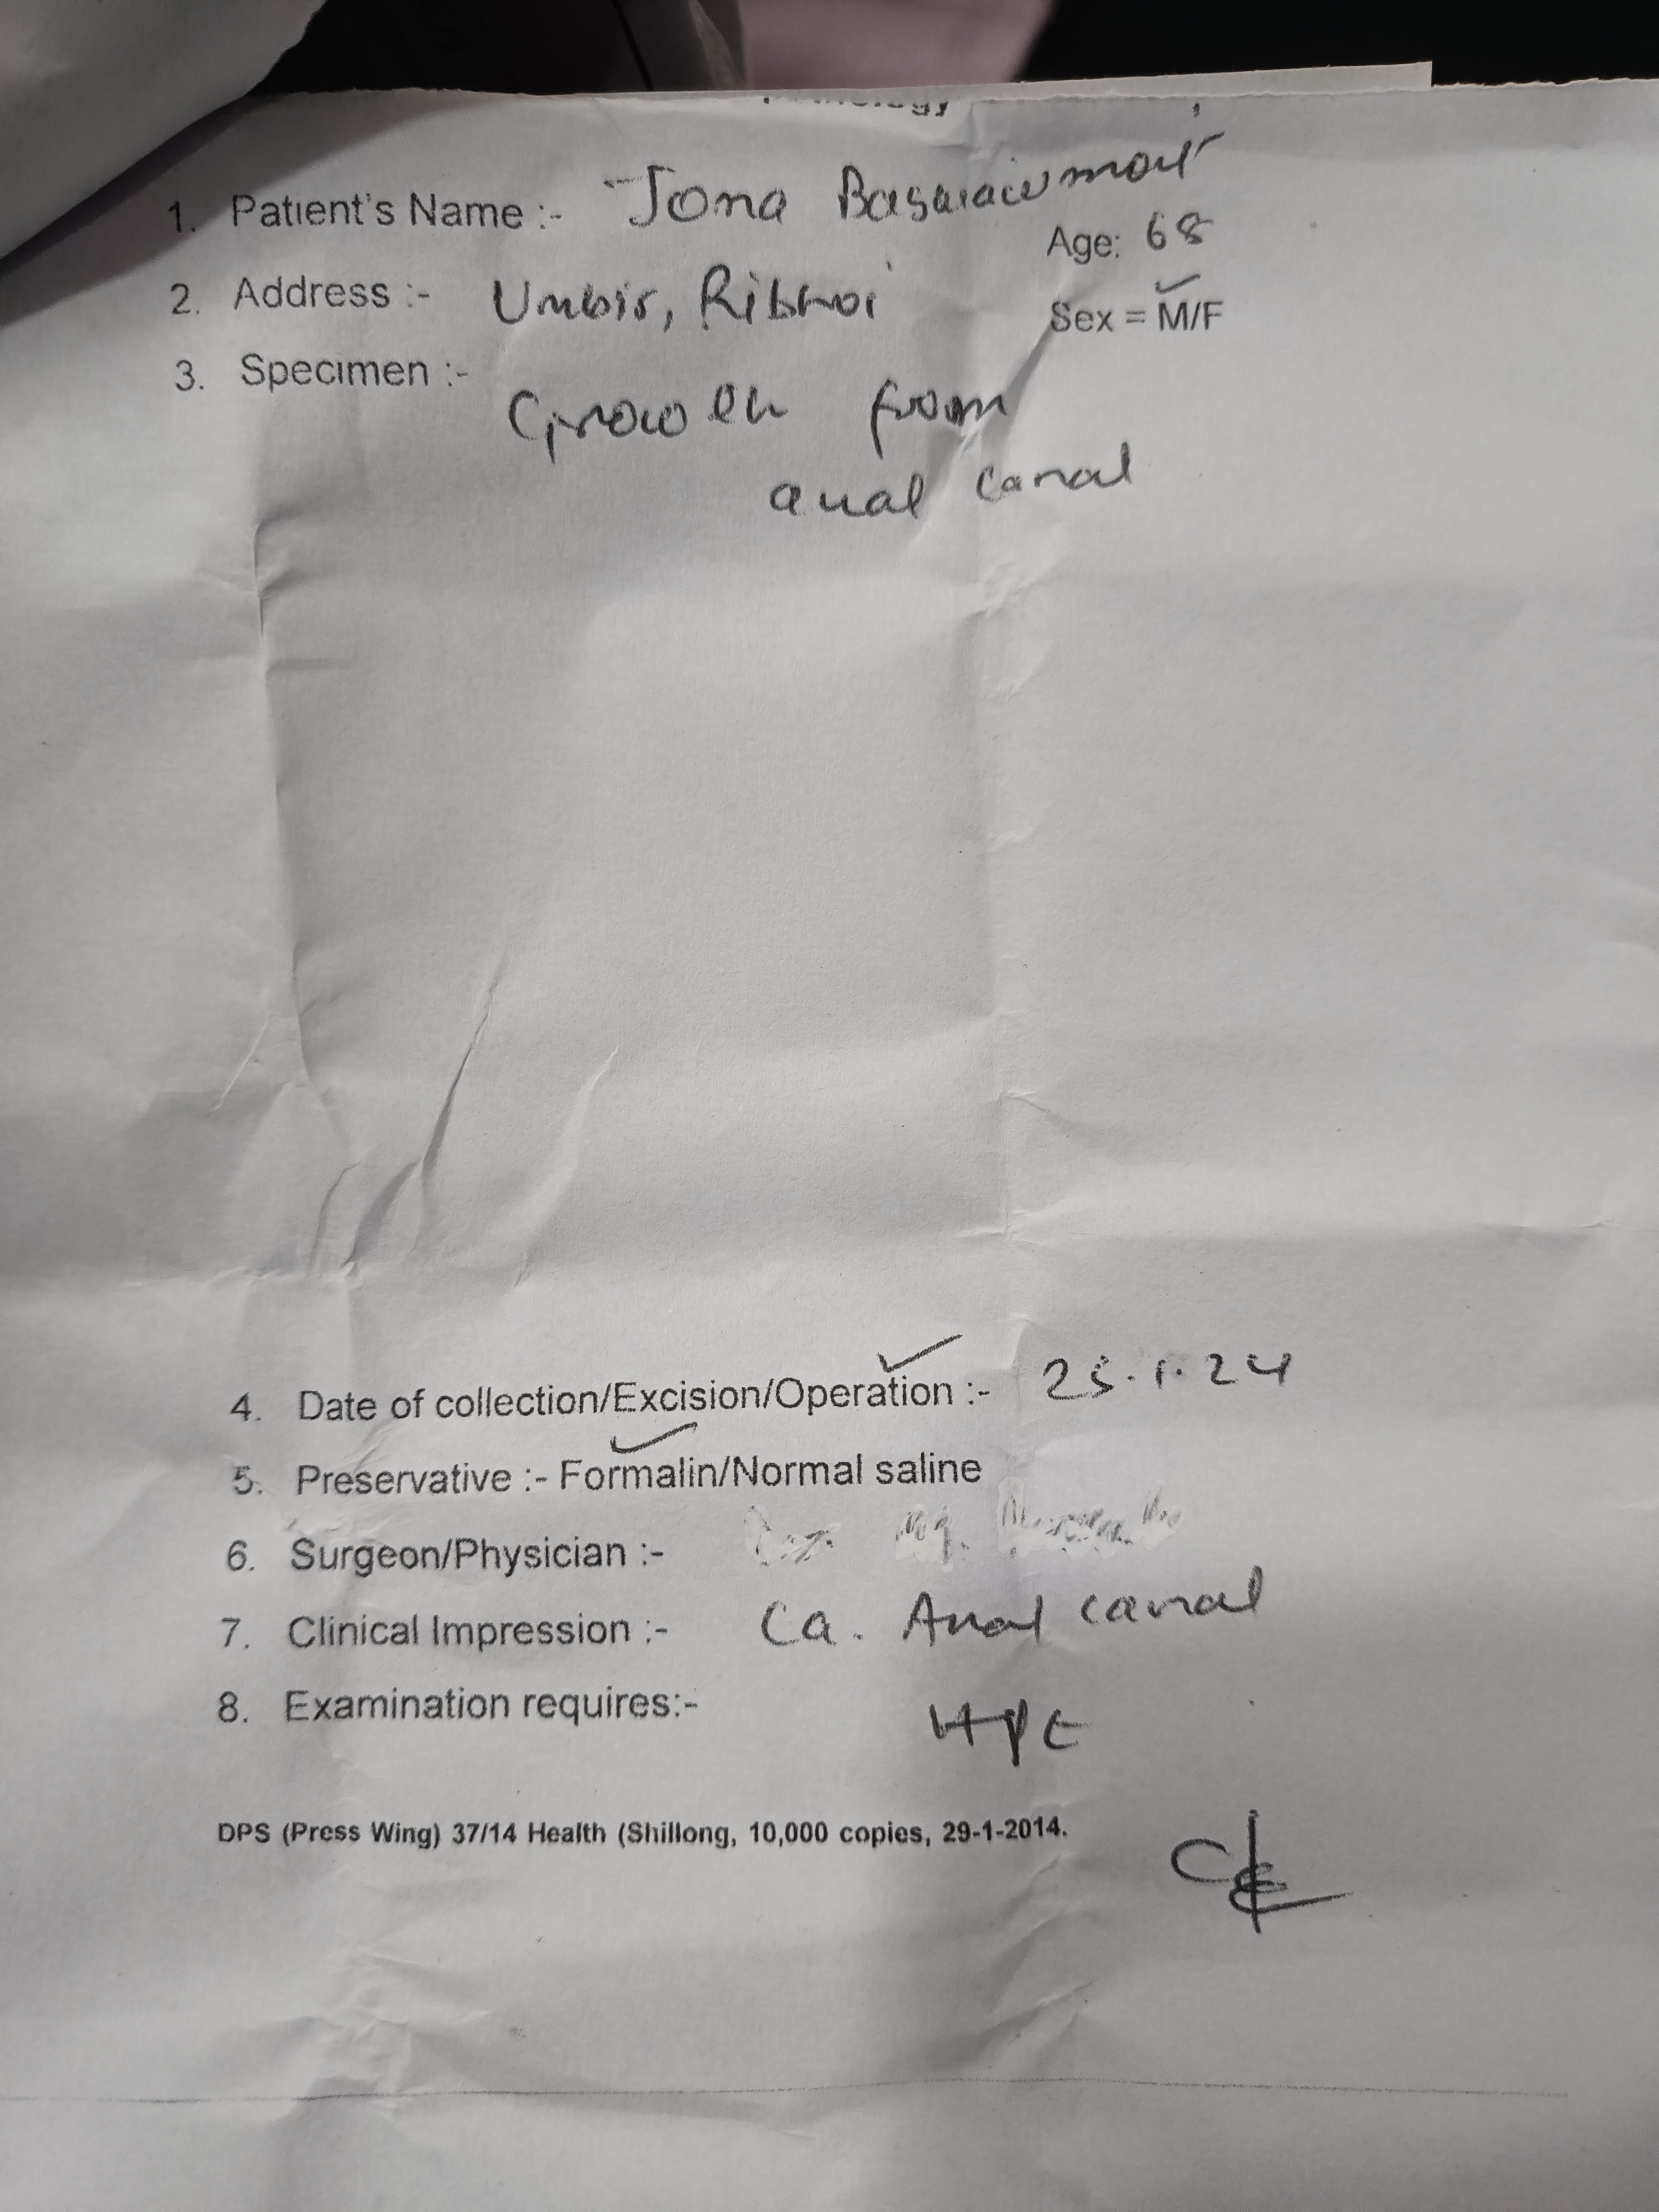 1. Patient's Name :- Jona Basaiawmoit
Age: 68
2. Address :- Umbir, Ribhoi
Sex = M/F
3. Specimen :-
Growth from
anal canal
4. Date of collection/Excision/Operation :- 25.1.24
5. Preservative :- Formalin/Normal saline
6. Surgeon/Physician :-
7. Clinical Impression :- Ca. Anal canal
8. Examination requires:-
HPE
DPS (Press Wing) 37/14 Health (Shillong, 10,000 copies, 29-1-2014.